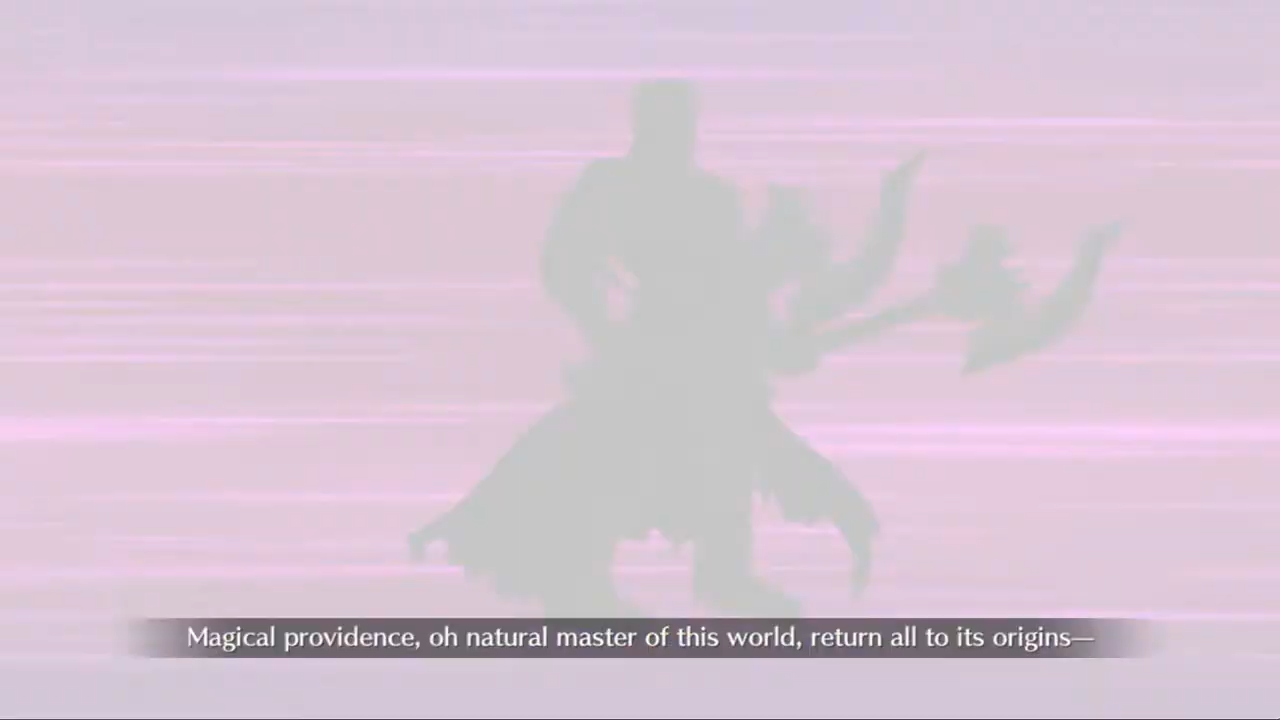 Magical providence, oh natural master of this world, return all to its origins—